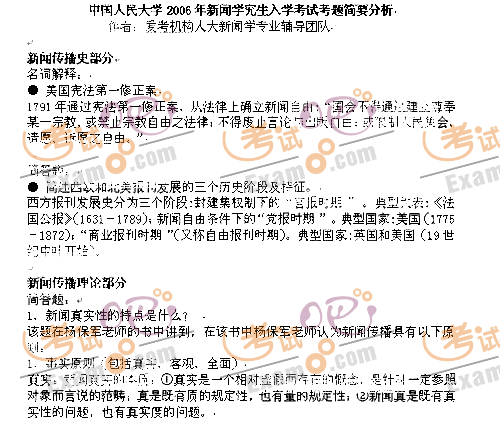 中国人民大学 2006 年新闻学究生入学考试考题简要分析
作者：爱考机构人大新闻学专业辅导团队
新闻传播史部分
名词解释：
● 美国宪法第一修正案
1791 年通过宪法第一修正案，从法律上确立新闻自由：“国会不得通过建立尊奉
某一宗教，或禁止宗教自由之法律；不得废止言论与出版自由；或限制人民集会、
请愿、诉愿之自由。”
简答题：
● 简述西欧和北美报刊发展的三个历史阶段及特征。
西方报刊发展史分为三个阶段：封建集权制下的“官报时期”。典型代表：《法
国公报》（1631－1789）；新闻自由条件下的“党报时期”。典型国家：美国（1775
－1872）；“商业报刊时期”（又称自由报刊时期）。典型国家：英国和美国（19 世
纪中叶开始）
新闻传播理论部分
简答题：
1、新闻真实性的特点是什么？
该题在杨保军老师的书中讲到，在该书中杨保军老师认为新闻传播具有以下原
则：
1、事实原则（包括真实、客观、全面）
真实：新闻真实的本质：①真实是一个相对虚假而存在的概念，是针对一定参照
对象而言说的范畴；真是既有质的规定性，也有量的规定性；②新闻真是既有真
实性的问题，也有真实度的问题。
Exam
考试